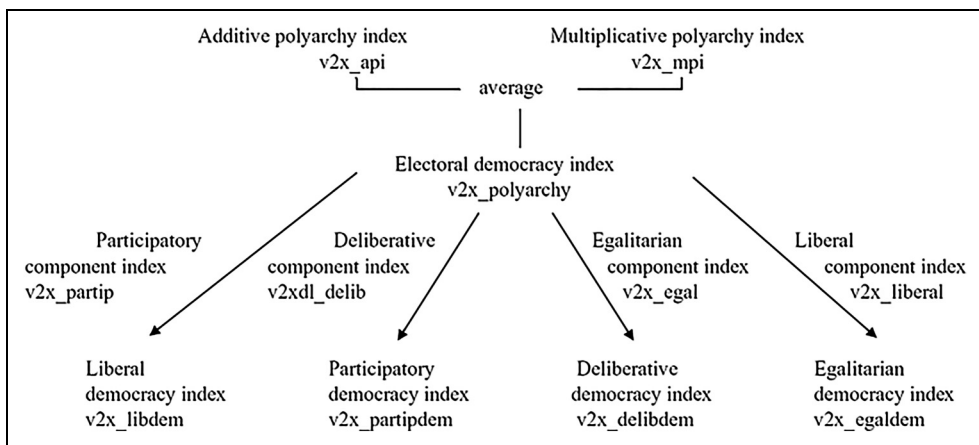 Additive polyarchy index
v2x_api
Multiplicative polyarchy index
v2x_mpi
average
Electoral democracy index
v2x_polyarchy
Participatory
component index
v2x_partip
Deliberative
component index
v2xdl_delib
Egalitarian
component index
v2x_egal
Liberal
component index
v2x_liberal
Liberal
democracy index
v2x_libdem
Participatory
democracy index
v2x_partipdem
Deliberative
democracy index
v2x_delibdem
Egalitarian
democracy index
v2x_egaldem